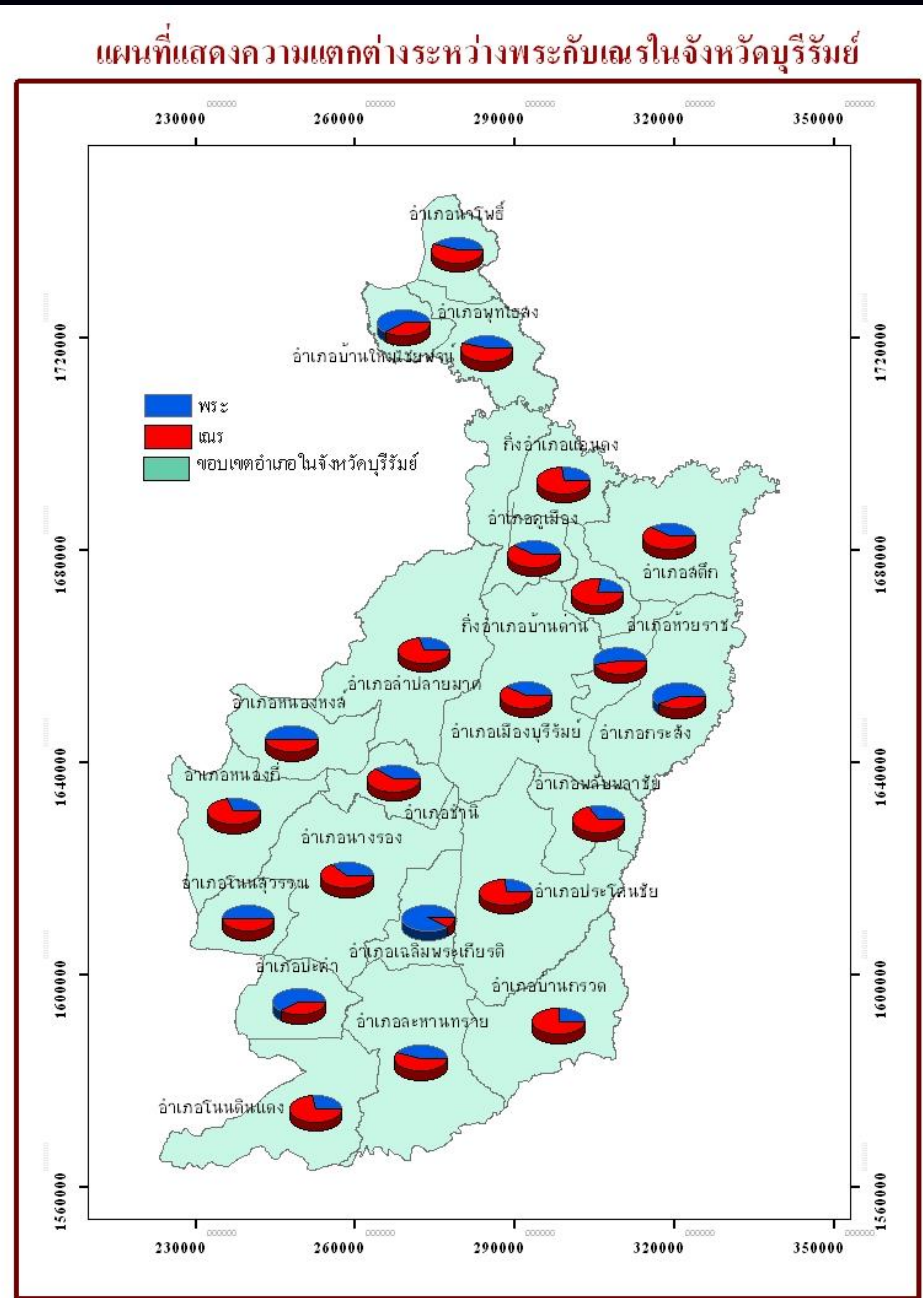 แผนที่แสดงความแตกต่างระหว่างพระกับเณรในจังหวัดบุรีรัมย์
000000 000000 000000 000000 000000
230000 260000 290000 320000 350000
อำเภอนาโพธิ์
อำเภอพุทไธสง
1720000 1720000
อำเภอบ้านใหม่ไชยพจน์
พระ
เณร
ขอบเขตอำเภอในจังหวัดบุรีรัมย์
กิ่งอำเภอแคนดง
อำเภอคูเมือง
1680000 1680000
อำเภอสตึก
กิ่งอำเภอบ้านด่าน
อำเภอห้วยราช
อำเภอลำปลายมาศ
อำเภอหนองหงส์
อำเภอเมืองบุรีรัมย์
อำเภอกระสัง
1640000 1640000
อำเภอหนองกี่
อำเภอพลับพลาชัย
อำเภอชำนิ
อำเภอนางรอง
อำเภอโนนสุวรรณ
อำเภอประโคนชัย
อำเภอเฉลิมพระเกียรติ
อำเภอปะคำ
1600000 1600000
อำเภอบ้านกรวด
อำเภอละหานทราย
อำเภอโนนดินแดง
1560000 1560000
000000 000000 000000 000000 000000
230000 260000 290000 320000 350000